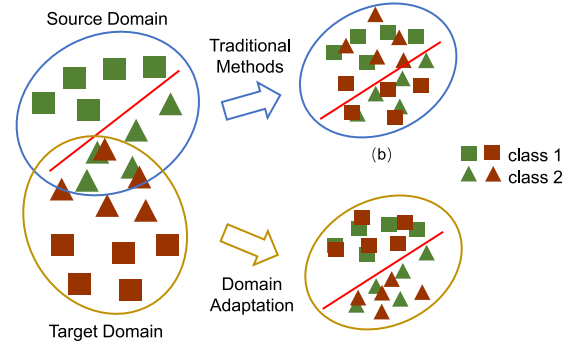 Source Domain
Traditional
Methods
(b)
class 1
class 2
Domain
Adaptation
Target Domain